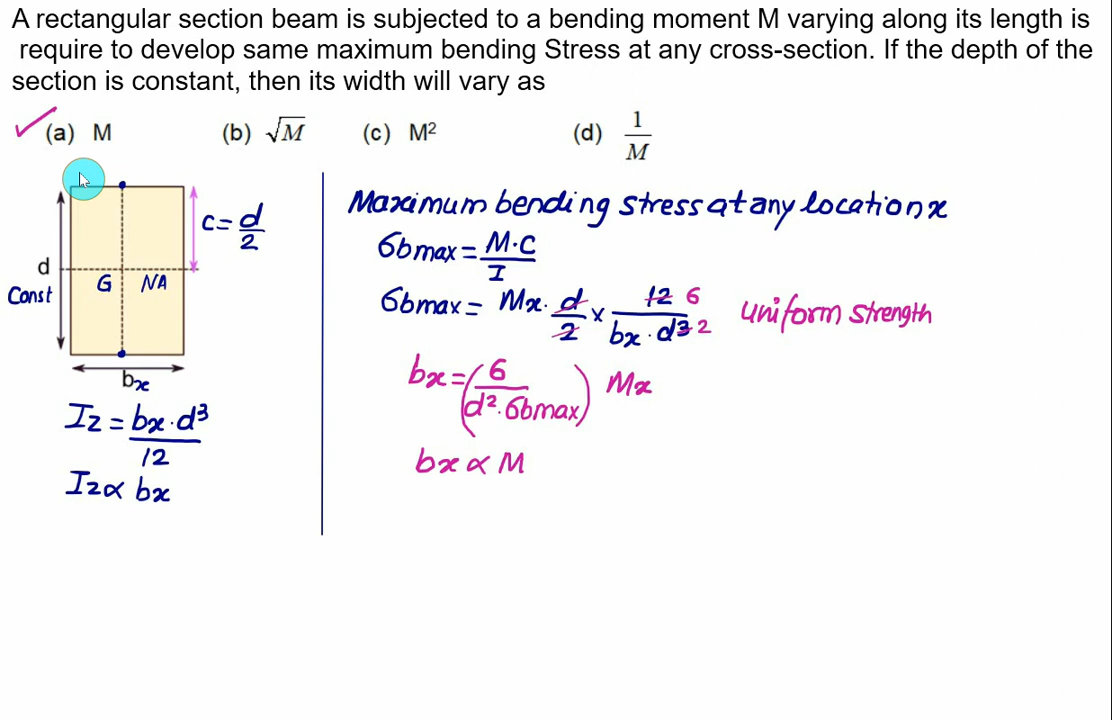 A rectangular section beam is subjected to a bending moment M varying along its length is
require to develop same maximum bending Stress at any cross-section. If the depth of the
section is constant, then its width will vary as
(a) M (b) √M (c) M² (d) 1/M
c = d/2
d
Const
G NA
bx
Iz = bx·d³/12
Iz ∝ bx
Maximum bending stress at any location x
σbmax = M·C/I
σbmax = Mx · d/2 × 12 6/bx·d³ 2 uniform strength
bx = (6/d²·σbmax) Mx
bx ∝ M